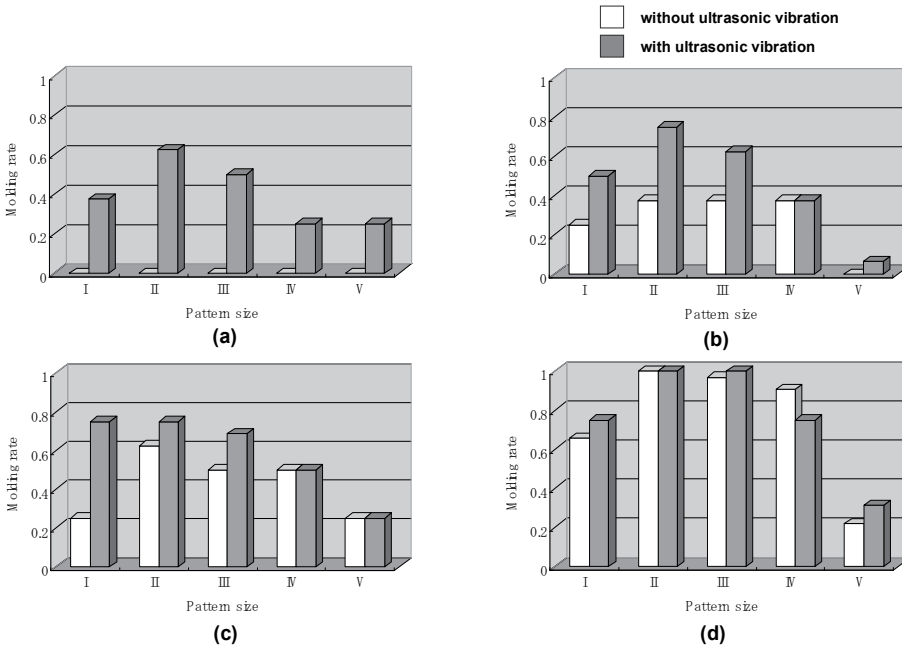 without ultrasonic vibration
with ultrasonic vibration
1
0.8
0.6
0.4
0.2
0
Molding rate
I II III IV V
Pattern size
(a)
1
0.8
0.6
0.4
0.2
0
Molding rate
I II III IV V
Pattern size
(b)
1
0.8
0.6
0.4
0.2
0
Molding rate
I II III IV V
Pattern size
(c)
1
0.8
0.6
0.4
0.2
0
Molding rate
I II III IV V
Pattern size
(d)